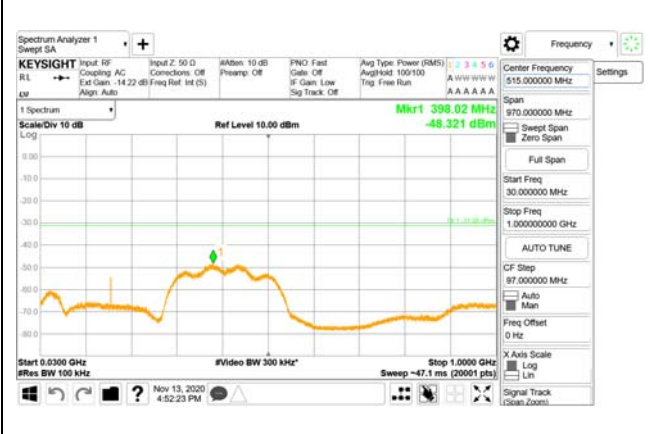 Spectrum Analyzer 1
Swept SA
Frequency
KEYSIGHT
Input: RF
Coupling: AC
Ext Gain: -14.22 dB
Align: Auto
Input Z: 50 Ω
Corrections: Off
Freq Ref: Int (S)
#Atten: 10 dB
Preamp: Off
PNO: Fast
Gate: Off
IF Gain: Low
Sig Track: Off
Avg Type: Power (RMS)
Avg|Hold: 100/100
Trig: Free Run
1 2 3 4 5 6
A W W W W W
A A A A A A
RL
1 Spectrum
Scale/Div 10 dB
Ref Level 10.00 dBm
Mkr1 398.02 MHz
-48.321 dBm
Log
0.00
-10.0
-20.0
-30.0
-40.0
-50.0
-60.0
-70.0
-80.0
1
Start 0.0300 GHz
#Res BW 100 kHz
#Video BW 300 kHz*
Stop 1.0000 GHz
Sweep ~47.1 ms (20001 pts)
Nov 13, 2020
4:52:23 PM
Center Frequency
515.000000 MHz
Settings
Span
970.000000 MHz
Swept Span
Zero Span
Full Span
Start Freq
30.000000 MHz
Stop Freq
1.000000000 GHz
AUTO TUNE
CF Step
97.000000 MHz
Auto
Man
Freq Offset
0 Hz
X Axis Scale
Log
Lin
Signal Track
(Span Zoom)